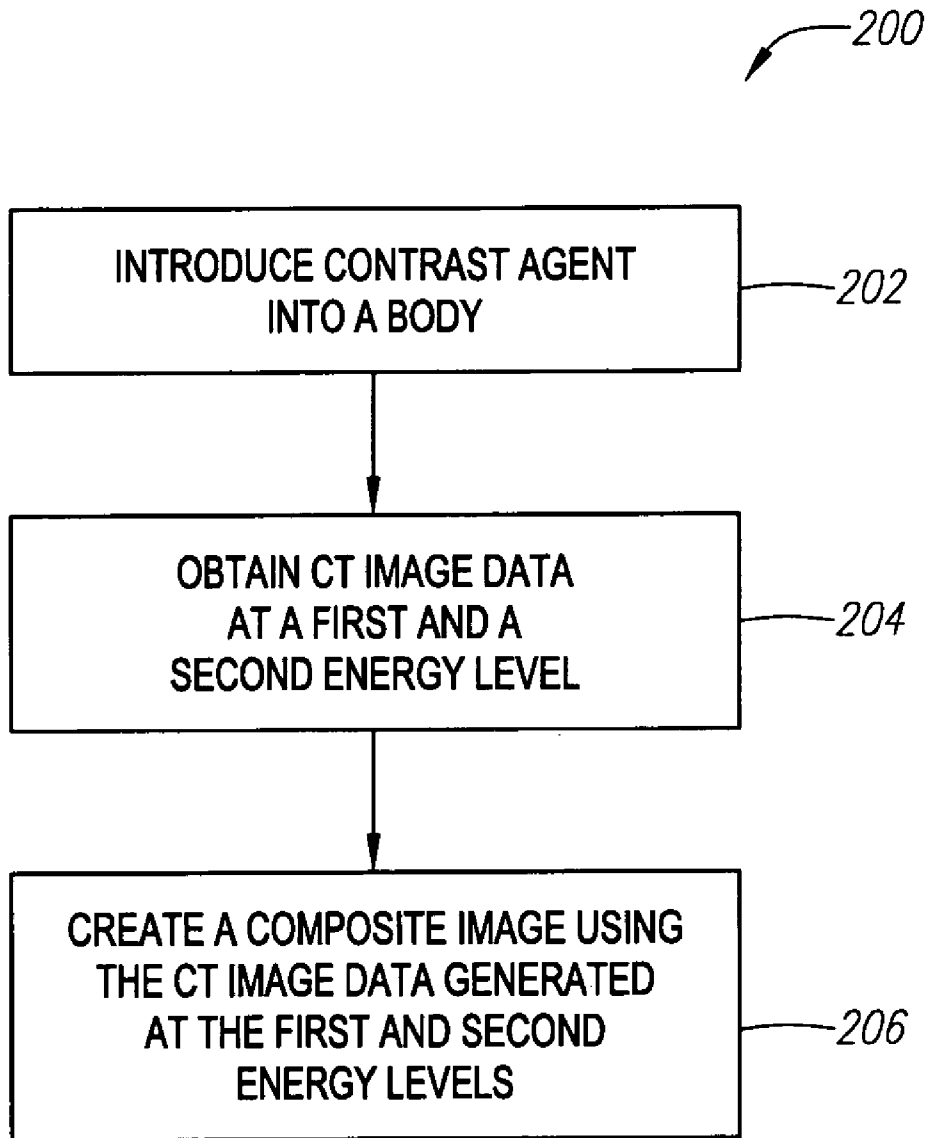 200
INTRODUCE CONTRAST AGENT
INTO A BODY
202
OBTAIN CT IMAGE DATA
AT A FIRST AND A
SECOND ENERGY LEVEL
204
CREATE A COMPOSITE IMAGE USING
THE CT IMAGE DATA GENERATED
AT THE FIRST AND SECOND
ENERGY LEVELS
206